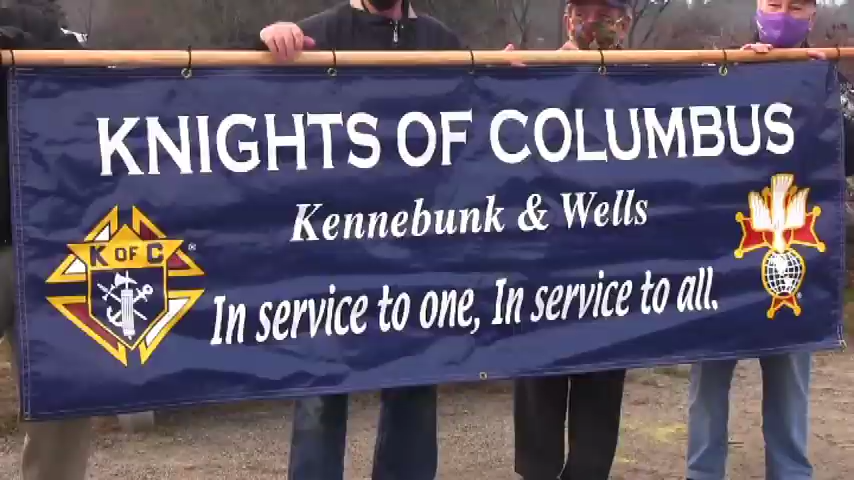 KNIGHTS OF COLUMBUS
Kennebunk & Wells
K OF C ®
In service to one, In service to all.